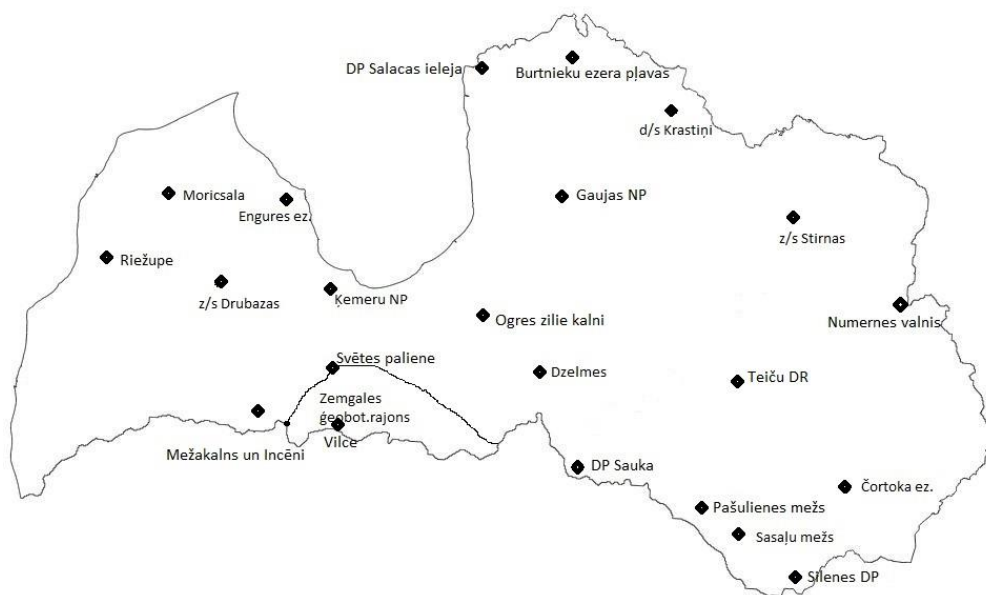 DP Salacas ieleja
Burtnieku ezera pļavas
d/s Krastiņi
Moricsala
Engures ez.
Gaujas NP
z/s Stirnas
Riežupe
z/s Drubazas
Ķemeru NP
Ogres zilie kalni
Numernes valnis
Svētes paliene
Dzelmes
Teiču DR
Zemgales
ģeobot.rajons
Vilce
Mežakalns un Incēni
DP Sauka
Čortoka ez.
Pašulienes mežs
Sasaļu mežs
Silenes DP